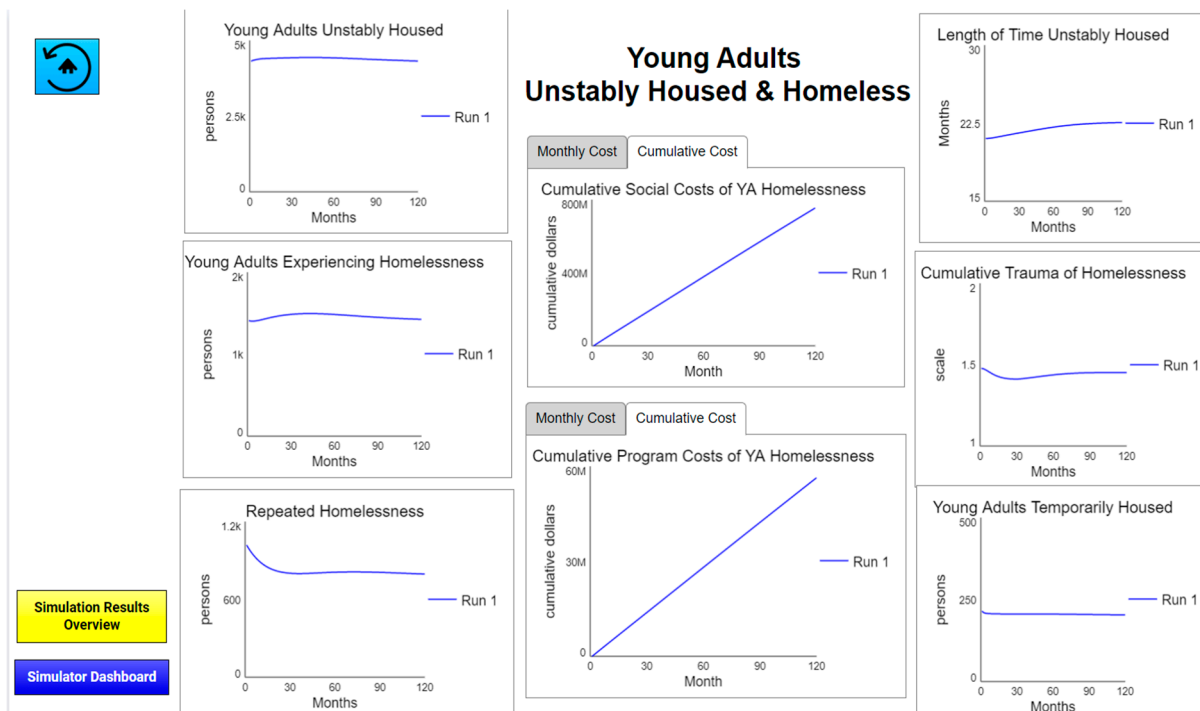 Young Adults Unstably Housed
5k
2.5k
0
persons
0 30 60 90 120
Months
Run 1
Young Adults Experiencing Homelessness
2k
1k
0
persons
0 30 60 90 120
Months
Run 1
Repeated Homelessness
1.2k
600
0
persons
0 30 60 90 120
Months
Run 1
Simulation Results
Overview
Simulator Dashboard
Young Adults
Unstably Housed & Homeless
Monthly Cost Cumulative Cost
Cumulative Social Costs of YA Homelessness
800M
400M
0
cumulative dollars
0 30 60 90 120
Month
Run 1
Monthly Cost Cumulative Cost
Cumulative Program Costs of YA Homelessness
60M
30M
0
cumulative dollars
0 30 60 90 120
Month
Run 1
Length of Time Unstably Housed
30
22.5
15
Months
0 30 60 90 120
Months
Run 1
Cumulative Trauma of Homelessness
2
1.5
1
scale
0 30 60 90 120
Months
Run 1
Young Adults Temporarily Housed
500
250
0
persons
0 30 60 90 120
Months
Run 1